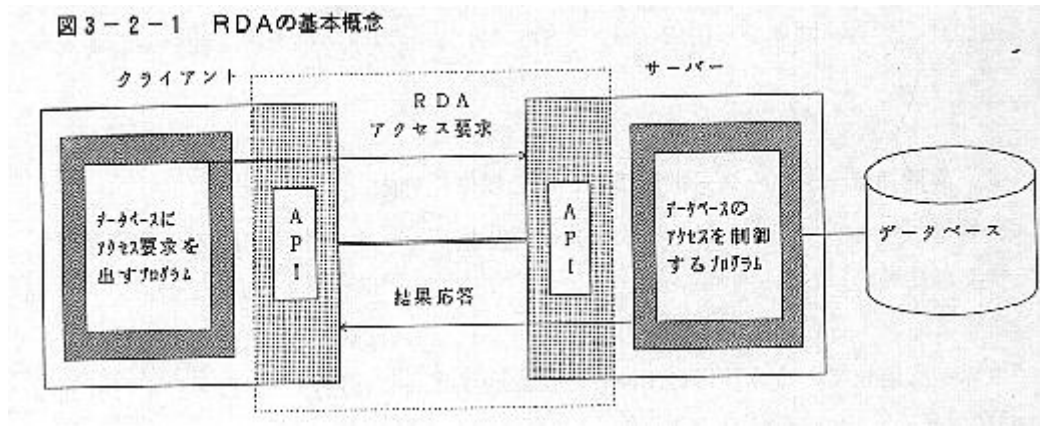 図3-2-1 RDAの基本概念
クライアント
サーバー
RDA
アクセス要求
データベースに
アクセス要求を
出すプログラム
API
API
データベースの
アクセスを制御
するプログラム
データベース
結果応答